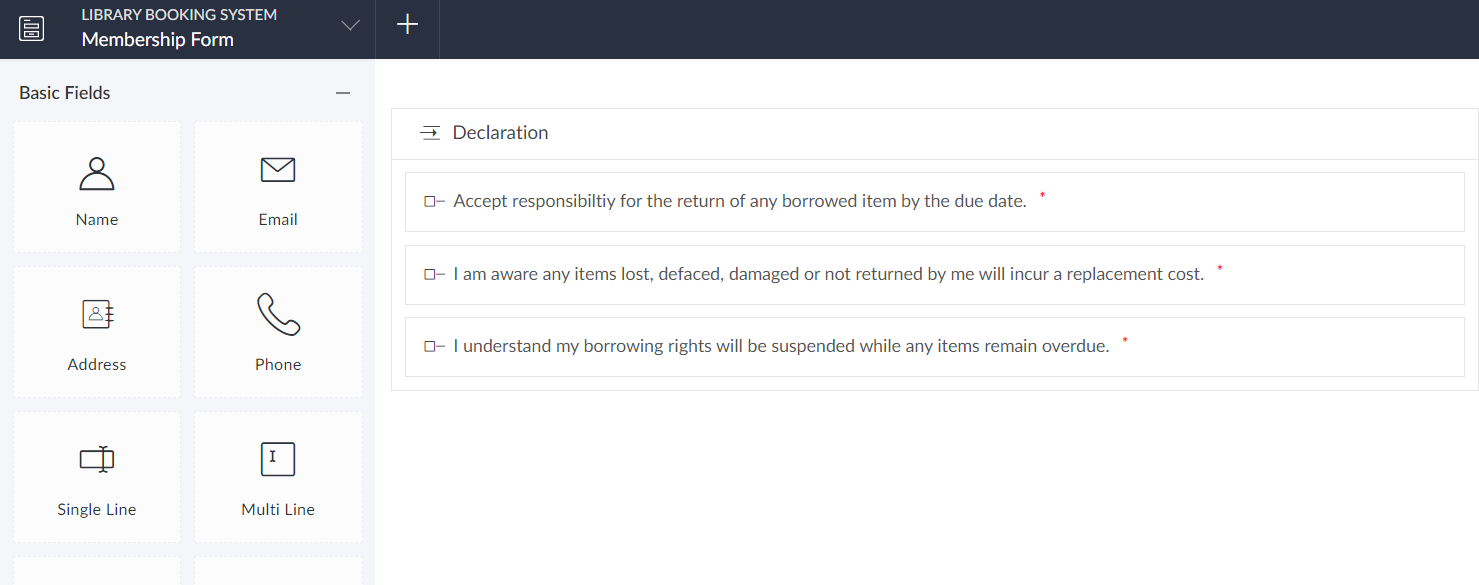 LIBRARY BOOKING SYSTEM
Membership Form
Basic Fields
Name
Email
Address
Phone
Single Line
Multi Line
Declaration
Accept responsibiltiy for the return of any borrowed item by the due date. *
I am aware any items lost, defaced, damaged or not returned by me will incur a replacement cost. *
I understand my borrowing rights will be suspended while any items remain overdue. *